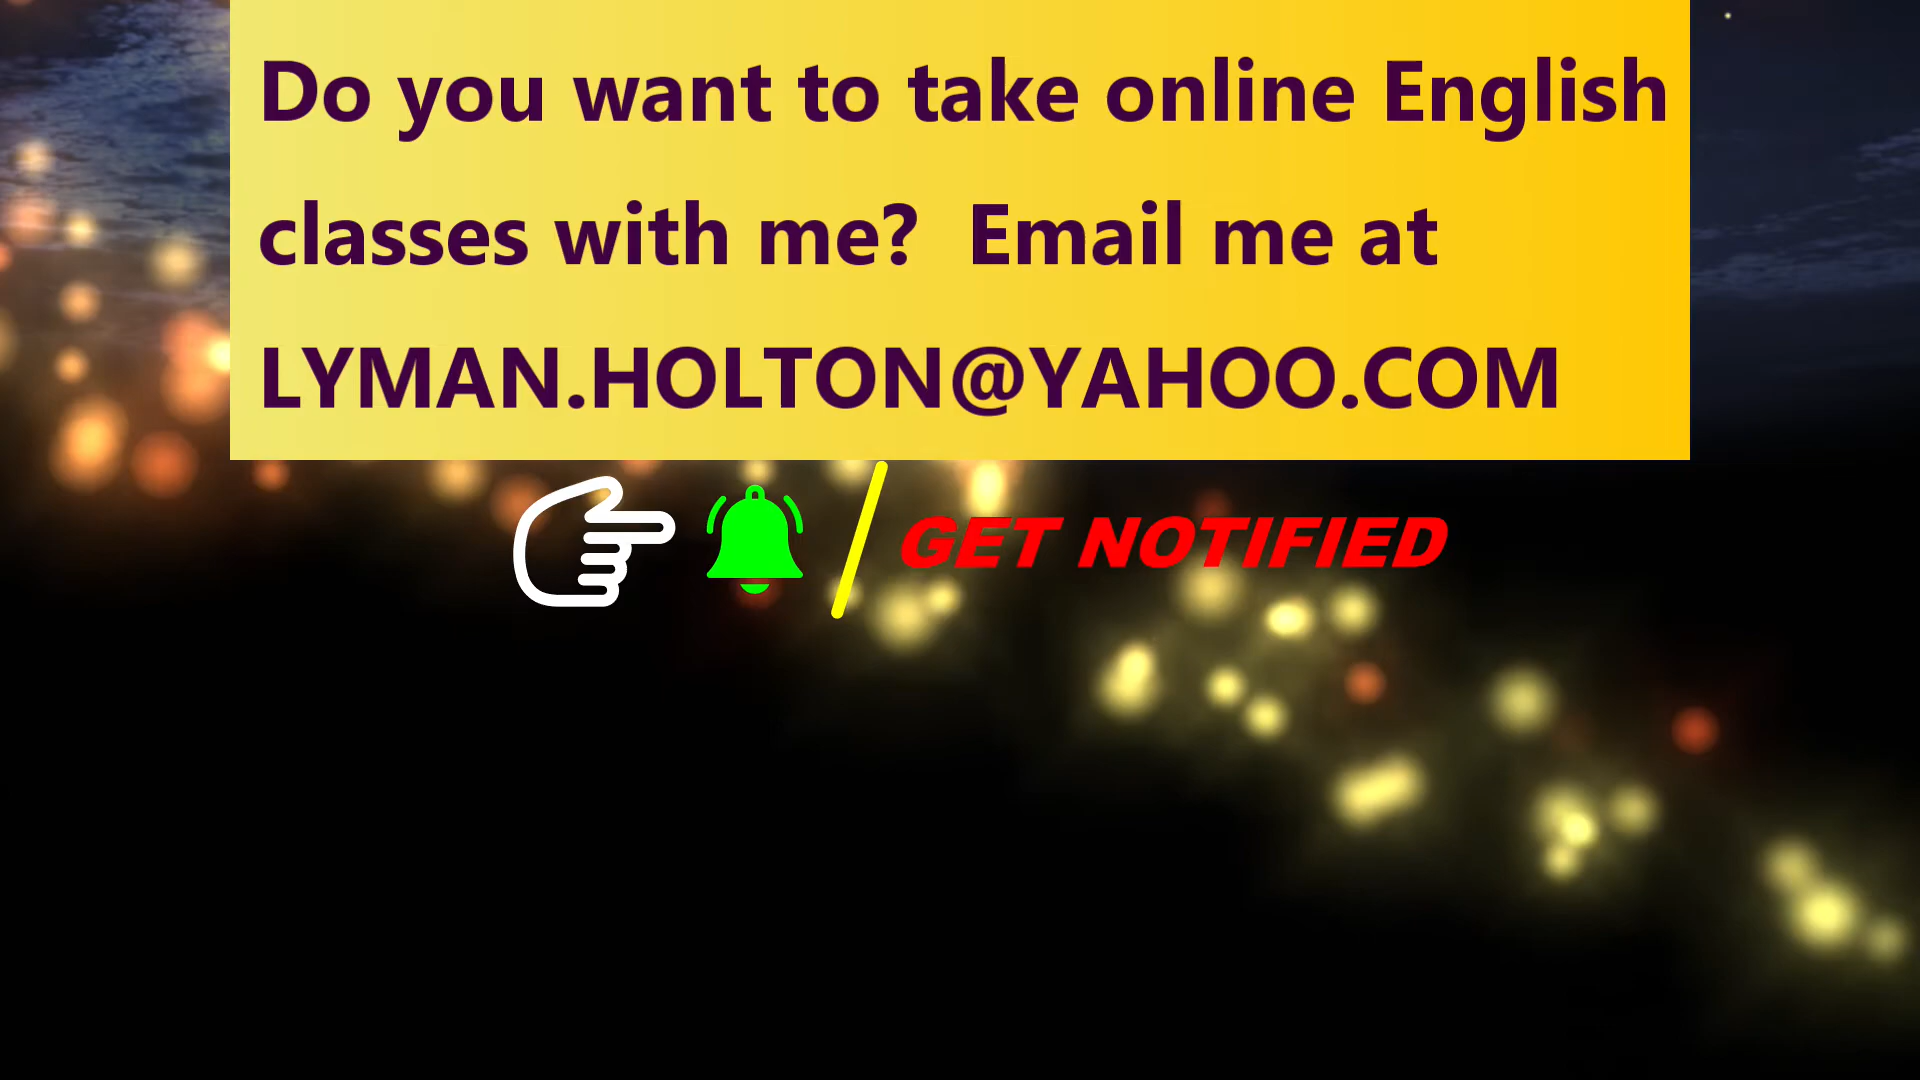 Do you want to take online English
classes with me?  Email me at
LYMAN.HOLTON@YAHOO.COM
GET NOTIFIED